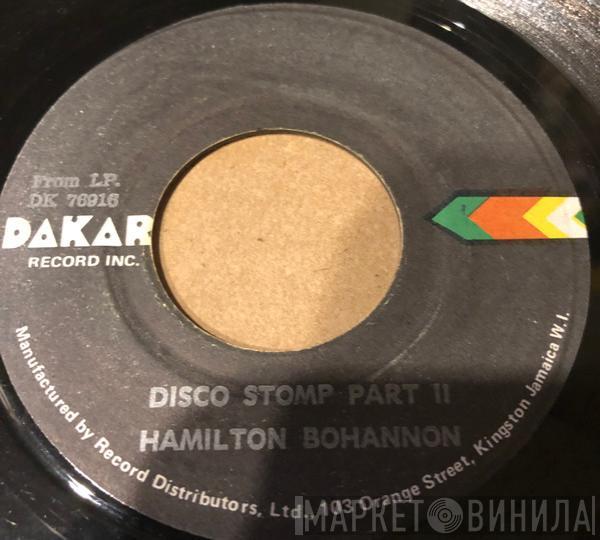 From LP.
DK 76916
DAKAR
RECORD INC.
DISCO STOMP PART II
HAMILTON BOHANNON
Manufactured by Record Distributors, Ltd., 103 Orange Street, Kingston Jamaica W.I.
МАРКЕТ ВИНИЛА